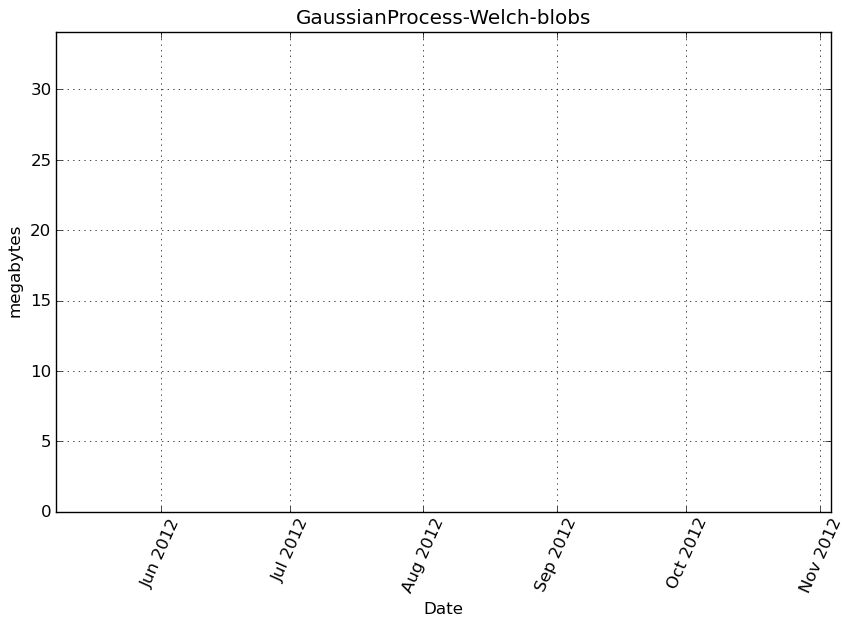 GaussianProcess-Welch-blobs
megabytes
30
25
20
15
10
5
0
Jun 2012
Jul 2012
Aug 2012
Sep 2012
Oct 2012
Nov 2012
Date